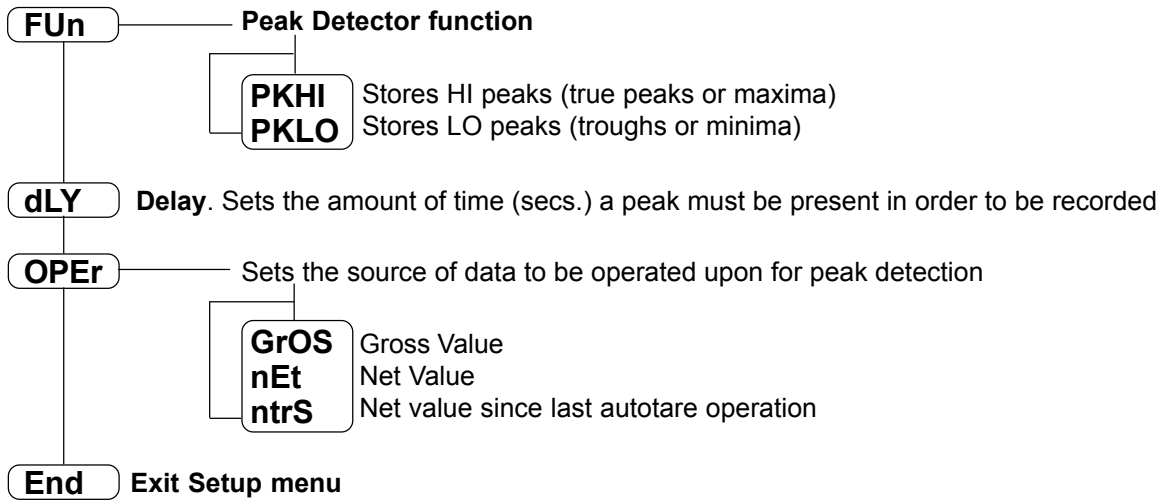 FUn Peak Detector function
PKHI Stores HI peaks (true peaks or maxima)
PKLO Stores LO peaks (troughs or minima)
dLY Delay. Sets the amount of time (secs.) a peak must be present in order to be recorded
OPEr Sets the source of data to be operated upon for peak detection
GrOS Gross Value
nEt Net Value
ntrS Net value since last autotare operation
End Exit Setup menu